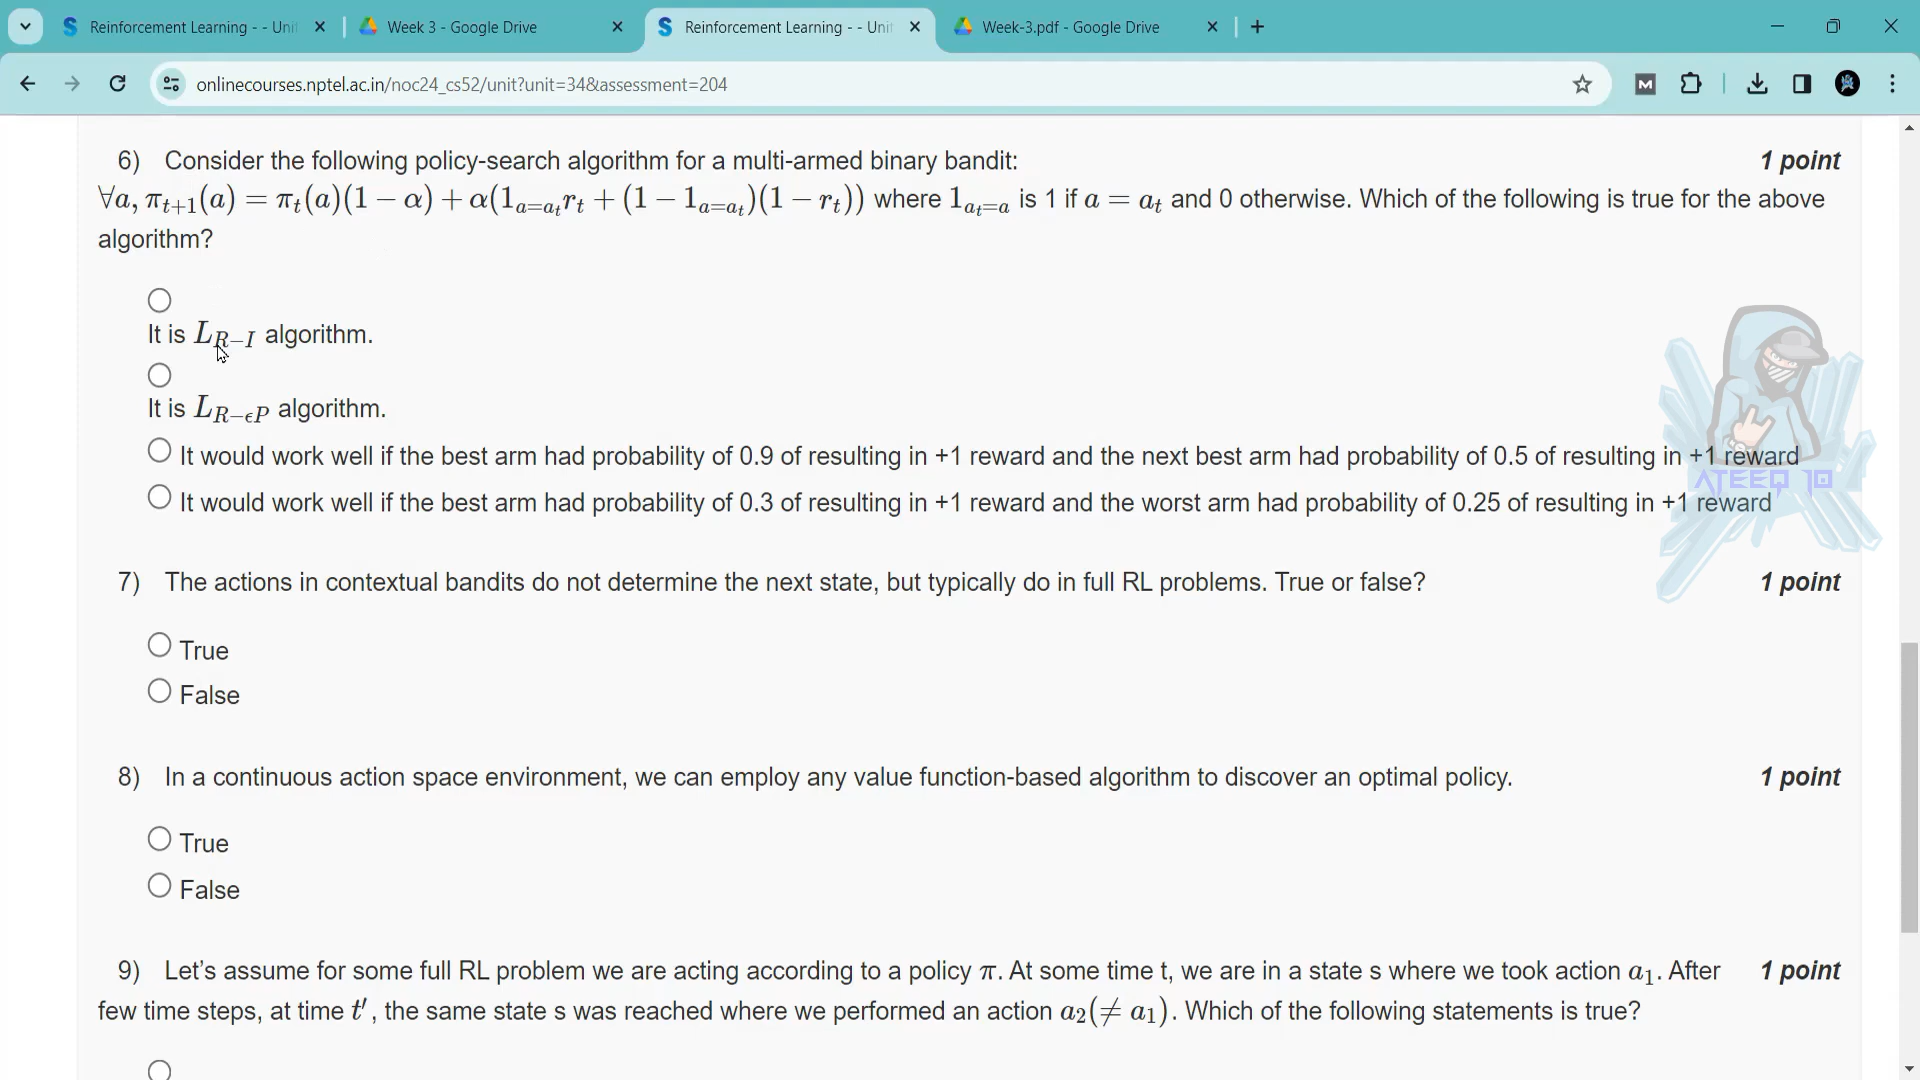 Reinforcement Learning - - Uni
Week 3 - Google Drive
Reinforcement Learning - - Unit
Week-3.pdf - Google Drive
onlinecourses.nptel.ac.in/noc24_cs52/unit?unit=34&assessment=204
6) Consider the following policy-search algorithm for a multi-armed binary bandit: 1 point
∀a, π_{t+1}(a) = π_t(a)(1 − α) + α(1_{a=a_t} r_t + (1 − 1_{a=a_t})(1 − r_t)) where 1_{a_t=a} is 1 if a = a_t and 0 otherwise. Which of the following is true for the above
algorithm?
It is L_{R−I} algorithm.
It is L_{R−ϵP} algorithm.
It would work well if the best arm had probability of 0.9 of resulting in +1 reward and the next best arm had probability of 0.5 of resulting in +1 reward
ATEEQ 10
It would work well if the best arm had probability of 0.3 of resulting in +1 reward and the worst arm had probability of 0.25 of resulting in +1 reward
7) The actions in contextual bandits do not determine the next state, but typically do in full RL problems. True or false? 1 point
True
False
8) In a continuous action space environment, we can employ any value function-based algorithm to discover an optimal policy. 1 point
True
False
9) Let's assume for some full RL problem we are acting according to a policy π. At some time t, we are in a state s where we took action a_1. After 1 point
few time steps, at time t′, the same state s was reached where we performed an action a_2(≠ a_1). Which of the following statements is true?